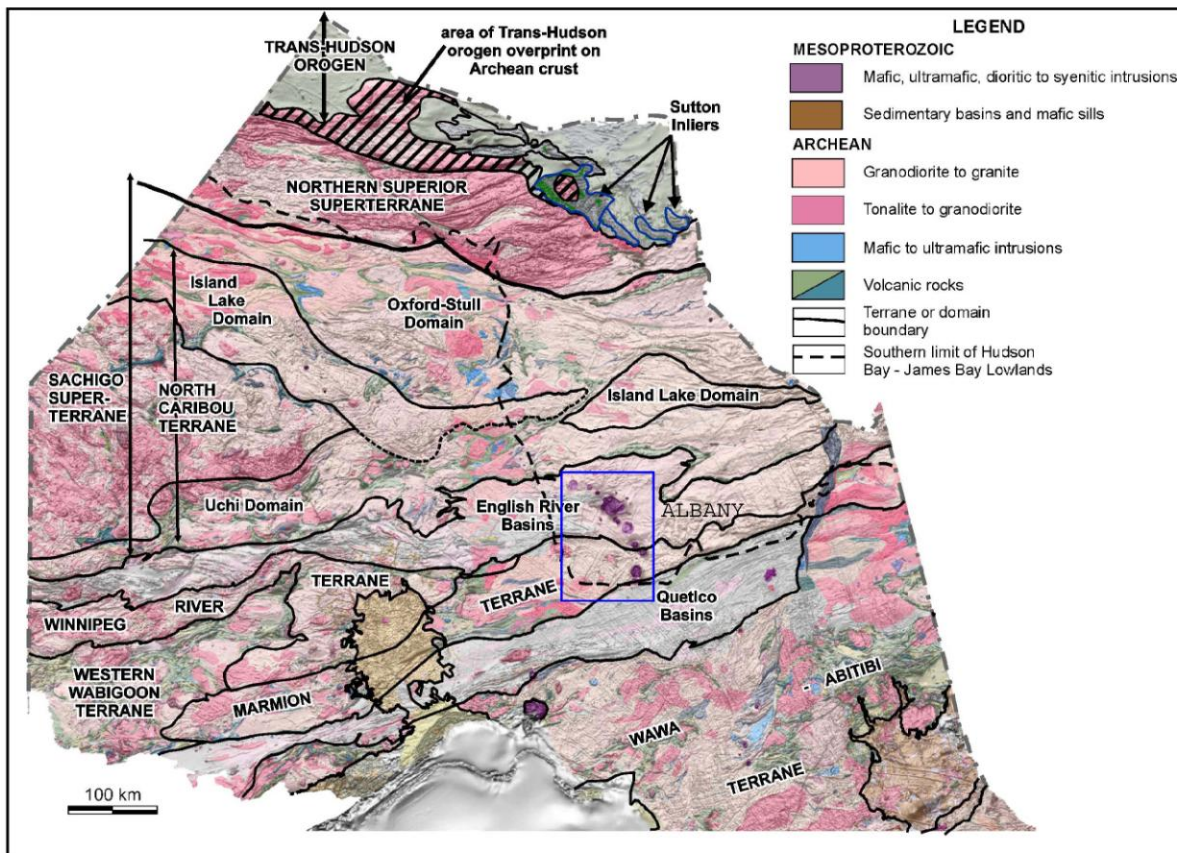 TRANS-HUDSON
OROGEN
area of Trans-Hudson
orogen overprint on
Archean crust
Sutton
Inliers
NORTHERN SUPERIOR
SUPERTERRANE
Island
Lake
Domain
Oxford-Stull
Domain
SACHIGO
SUPER-
TERRANE
NORTH
CARIBOU
TERRANE
Island Lake Domain
Uchi Domain
English River
Basins
ALBANY
TERRANE
TERRANE
RIVER
WINNIPEG
Quetico
Basins
WESTERN
WABIGOON
TERRANE
MARMION
- ABITIBI
WAWA
TERRANE
100 km
LEGEND
MESOPROTEROZOIC
Mafic, ultramafic, dioritic to syenitic intrusions
Sedimentary basins and mafic sills
ARCHEAN
Granodiorite to granite
Tonalite to granodiorite
Mafic to ultramafic intrusions
Volcanic rocks
Terrane or domain
boundary
Southern limit of Hudson
Bay - James Bay Lowlands